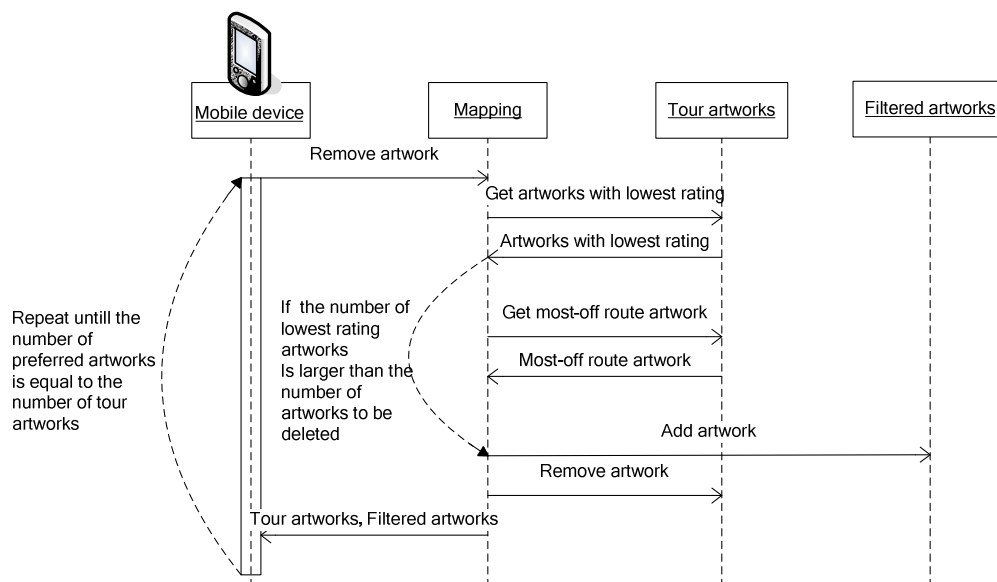 Mobile device
Mapping
Tour artworks
Filtered artworks
Remove artwork
Get artworks with lowest rating
Artworks with lowest rating
Repeat untill the
number of
preferred artworks
is equal to the
number of tour
artworks
If the number of
lowest rating
artworks
Is larger than the
number of
artworks to be
deleted
Get most-off route artwork
Most-off route artwork
Add artwork
Remove artwork
Tour artworks, Filtered artworks